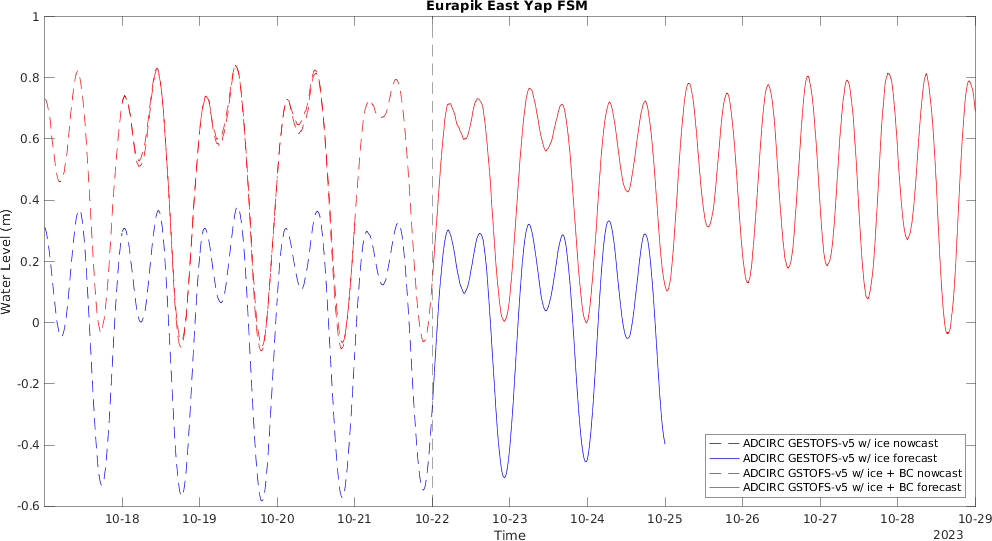 Eurapik East Yap FSM
1
0.8
0.6
0.4
0.2
0
-0.2
-0.4
-0.6
Water Level (m)
ADCIRC GESTOFS-v5 w/ ice nowcast
ADCIRC GESTOFS-v5 w/ ice forecast
ADCIRC GSTOFS-v5 w/ ice + BC nowcast
ADCIRC GSTOFS-v5 w/ ice + BC forecast
10-18 10-19 10-20 10-21 10-22 10-23 10-24 10-25 10-26 10-27 10-28 10-29
Time
2023